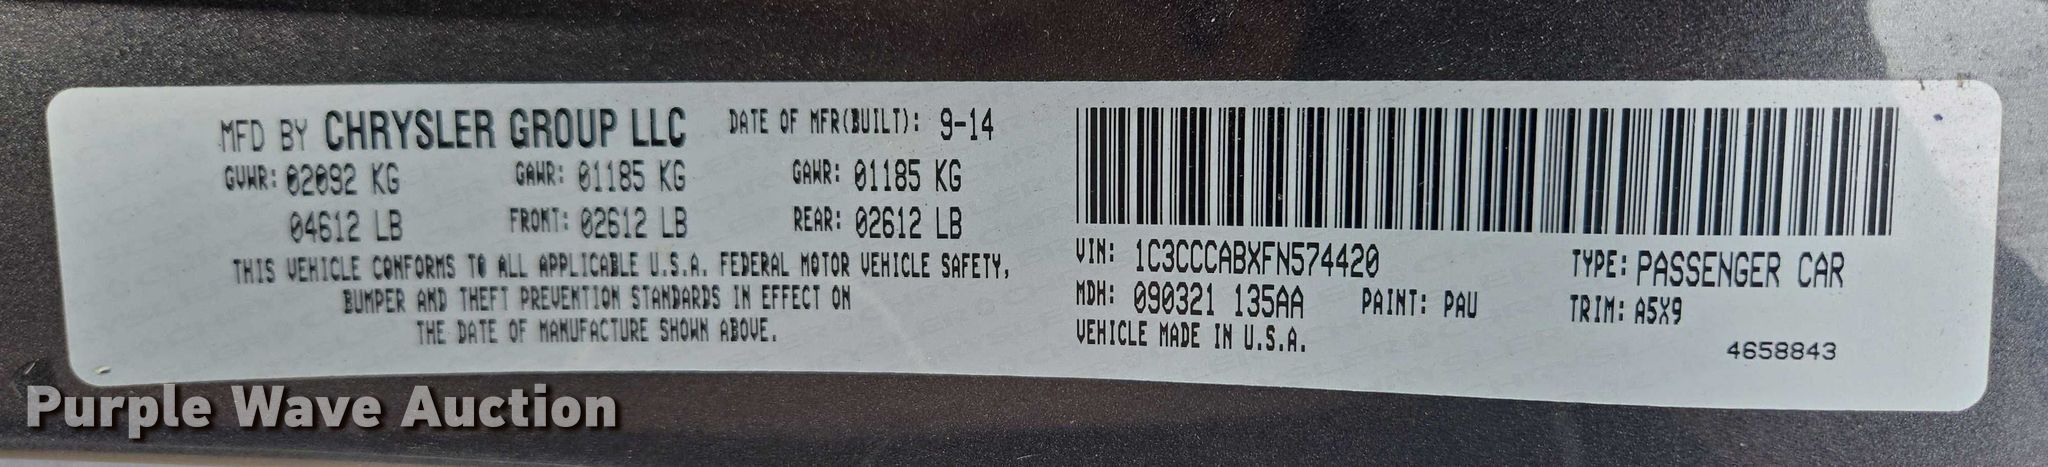 MFD BY CHRYSLER GROUP LLC DATE OF MFR(BUILT): 9-14
GVWR: 02092 KG GAWR: 01185 KG GAWR: 01185 KG
04612 LB FRONT: 02612 LB REAR: 02612 LB
THIS VEHICLE CONFORMS TO ALL APPLICABLE U.S.A. FEDERAL MOTOR VEHICLE SAFETY,
BUMPER AND THEFT PREVENTION STANDARDS IN EFFECT ON
THE DATE OF MANUFACTURE SHOWN ABOVE.
VIN: 1C3CCCABXFN574420 TYPE: PASSENGER CAR
MDH: 090321 135AA PAINT: PAU TRIM: A5X9
VEHICLE MADE IN U.S.A.
4658843
Purple Wave Auction